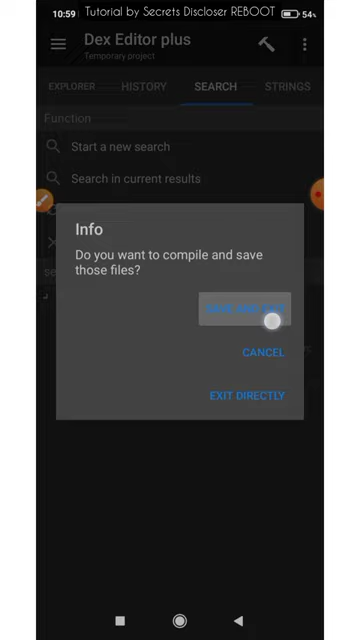 10:59
Tutorial by Secrets Discloser REBOOT
54%
Dex Editor plus
Temporary project
EXPLORER
HISTORY
SEARCH
STRINGS
Function
Start a new search
Search in current results
Info
Do you want to compile and save
those files?
CANCEL
EXIT DIRECTLY